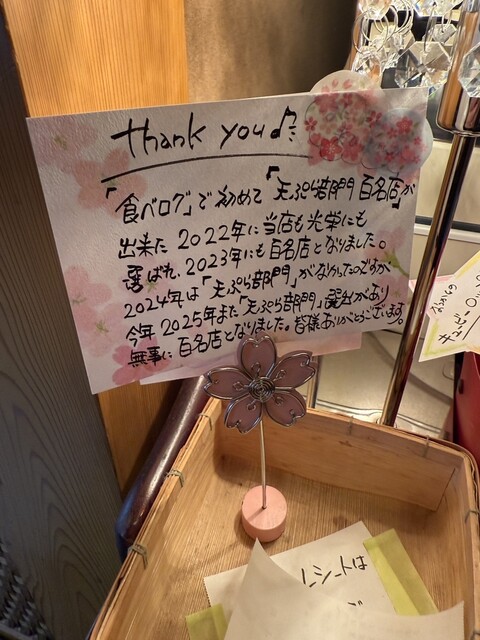 thank you♫
「食べログ」で初めて「天ぷら部門 百名店」が
出来た 2022年に当店も光栄にも
選ばれ、2023年にも百名店となりました。
2024年は「天ぷら部門」がなかったのですが
今年2025年また「天ぷら部門」選出があり
無事に百名店となりました。皆様ありがとうございます。
レシートは